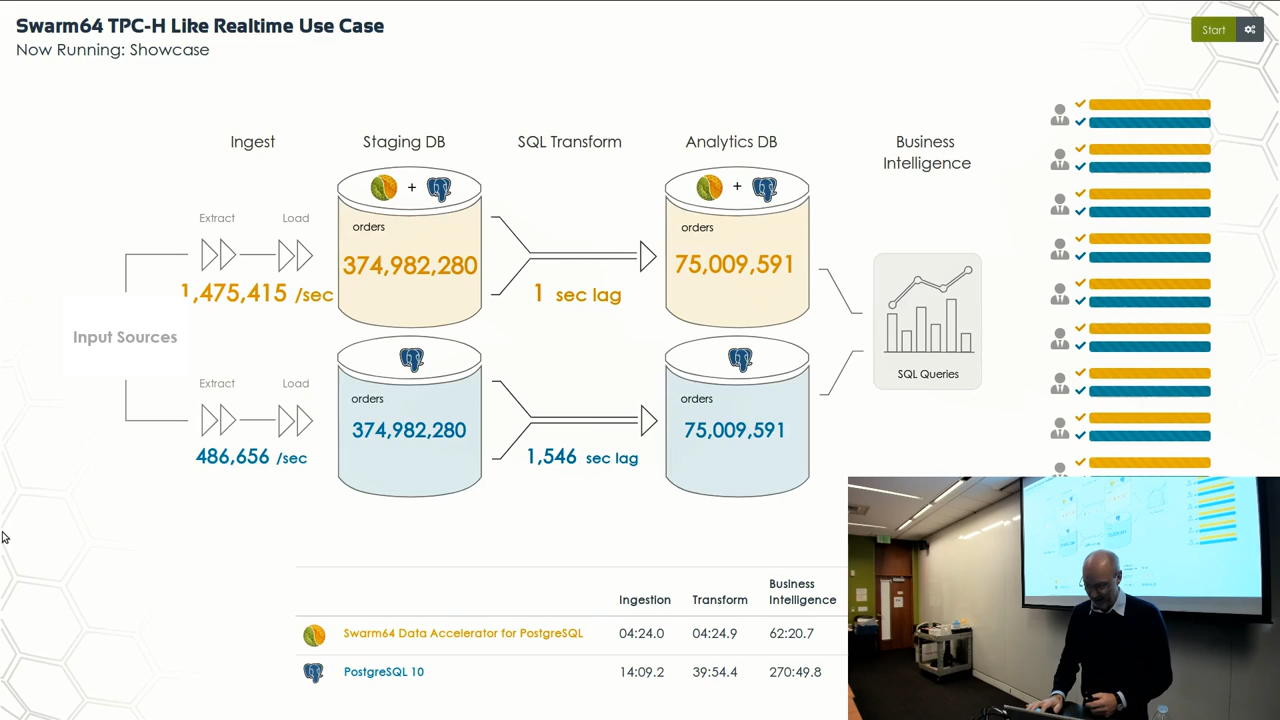 Swarm64 TPC-H Like Realtime Use Case
Now Running: Showcase
Start
Ingest
Staging DB
SQL Transform
Analytics DB
Business
Intelligence
+
+
Extract
Load
orders
orders
374,982,280
75,009,591
1,475,415 /sec
1 sec lag
Input Sources
SQL Queries
Extract
Load
orders
orders
374,982,280
75,009,591
486,656 /sec
1,546 sec lag
Ingestion
Transform
Business
Intelligence
Swarm64 Data Accelerator for PostgreSQL 04:24.0 04:24.9 62:20.7
PostgreSQL 10 14:09.2 39:54.4 270:49.8